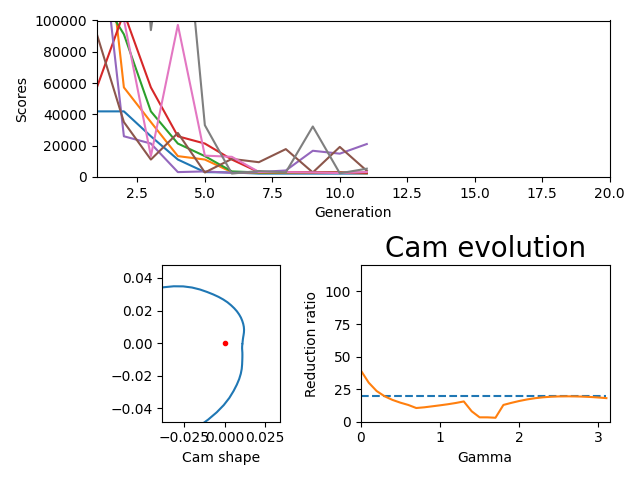 100000
80000
60000
40000
20000
0
Scores
2.5 5.0 7.5 10.0 12.5 15.0 17.5 20.0
Generation
Cam evolution
0.04
0.02
0.00
−0.02
−0.04
−0.025 0.000 0.025
Cam shape
100
75
50
25
0
Reduction ratio
0 1 2 3
Gamma